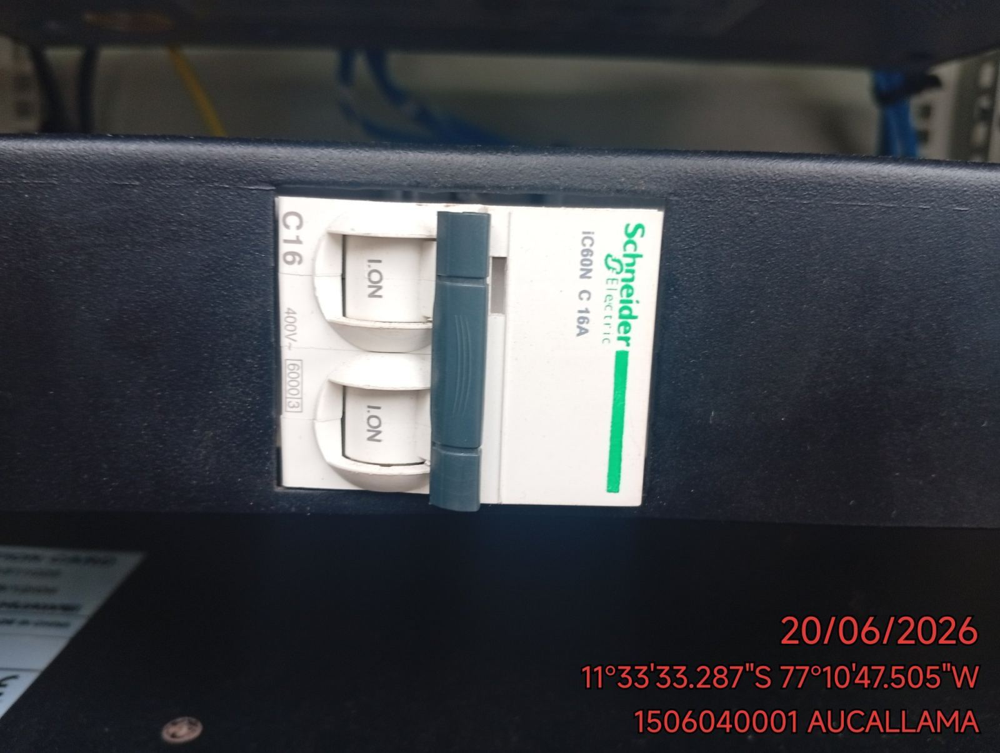 Schneider
Electric
iC60N C 16A
I.ON
I.ON
C16
400V~
6000 3
20/06/2026
11°33'33.287"S 77°10'47.505"W
1506040001 AUCALLAMA